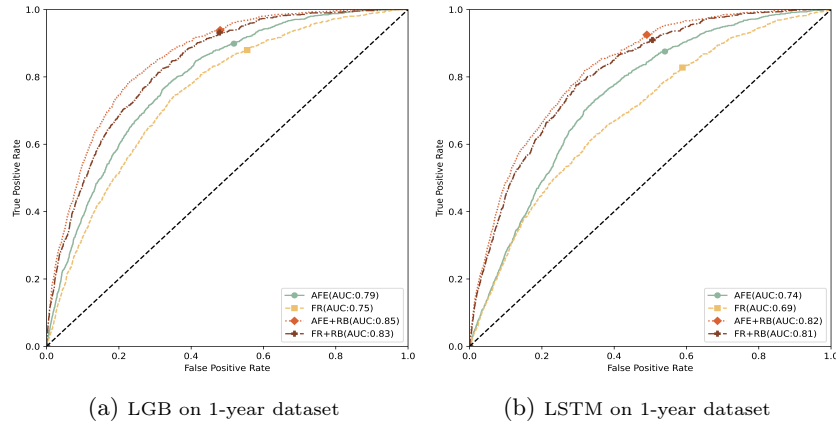 1.0
0.8
0.6
0.4
0.2
0.0
True Positive Rate
0.0 0.2 0.4 0.6 0.8 1.0
False Positive Rate
AFE(AUC:0.79)
FR(AUC:0.75)
AFE+RB(AUC:0.85)
FR+RB(AUC:0.83)
(a) LGB on 1-year dataset
1.0
0.8
0.6
0.4
0.2
0.0
True Positive Rate
0.0 0.2 0.4 0.6 0.8 1.0
False Positive Rate
AFE(AUC:0.74)
FR(AUC:0.69)
AFE+RB(AUC:0.82)
FR+RB(AUC:0.81)
(b) LSTM on 1-year dataset